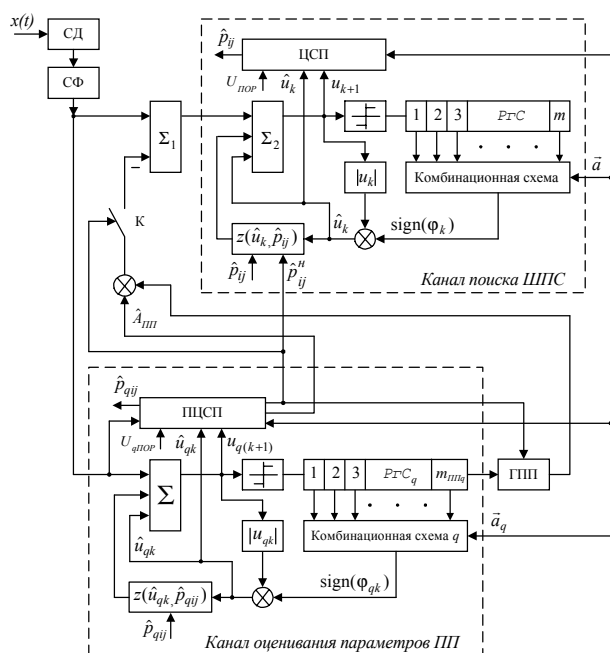 x(t)
СД
СФ
p̂ij
ЦСП
UПОР
ûk
uk+1
Σ1
Σ2
1 2 3 РгС m
. . .
a⃗
−
|uk|
Комбинационная схема
К
z(ûk, p̂ij)
ûk
sign(φk)
p̂ij
p̂ijн
Канал поиска ШПС
ÂПП
p̂qij
ПЦСП
UqПОР
ûqk
uq(k+1)
Σ
1 2 3 РгСq mППq
ГПП
. . .
a⃗q
ûqk
|uqk|
Комбинационная схема q
z(ûqk, p̂qij)
sign(φqk)
p̂qij
Канал оценивания параметров ПП